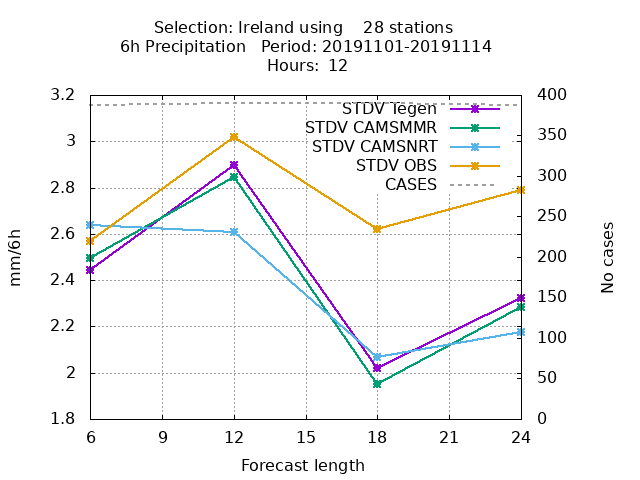 Selection: Ireland using    28 stations
6h Precipitation   Period: 20191101-20191114
Hours: 12
STDV Tegen
STDV CAMSMMR
STDV CAMSNRT
STDV OBS
CASES
3.2
3
2.8
2.6
2.4
2.2
2
1.8
mm/6h
400
350
300
250
200
150
100
50
0
No cases
6 9 12 15 18 21 24
Forecast length